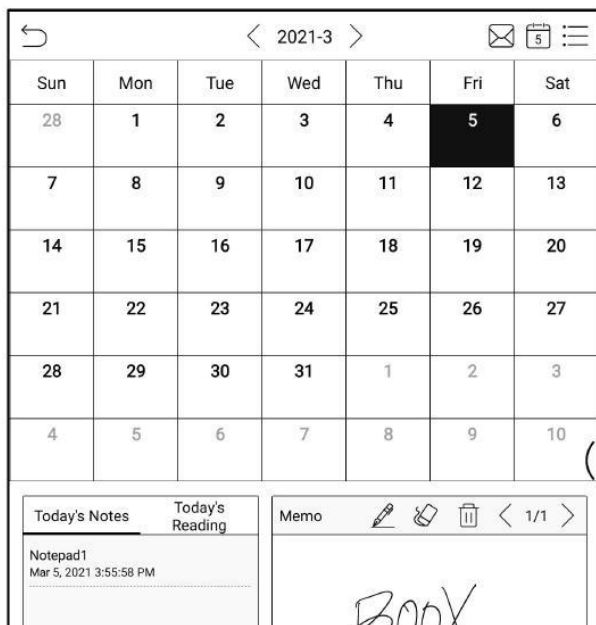 2021-3
5
Sun Mon Tue Wed Thu Fri Sat
28 1 2 3 4 5 6
7 8 9 10 11 12 13
14 15 16 17 18 19 20
21 22 23 24 25 26 27
28 29 30 31 1 2 3
4 5 6 7 8 9 10
Today's Notes
Today's
Reading
Notepad1
Mar 5, 2021 3:55:58 PM
Memo 1/1
BOOX